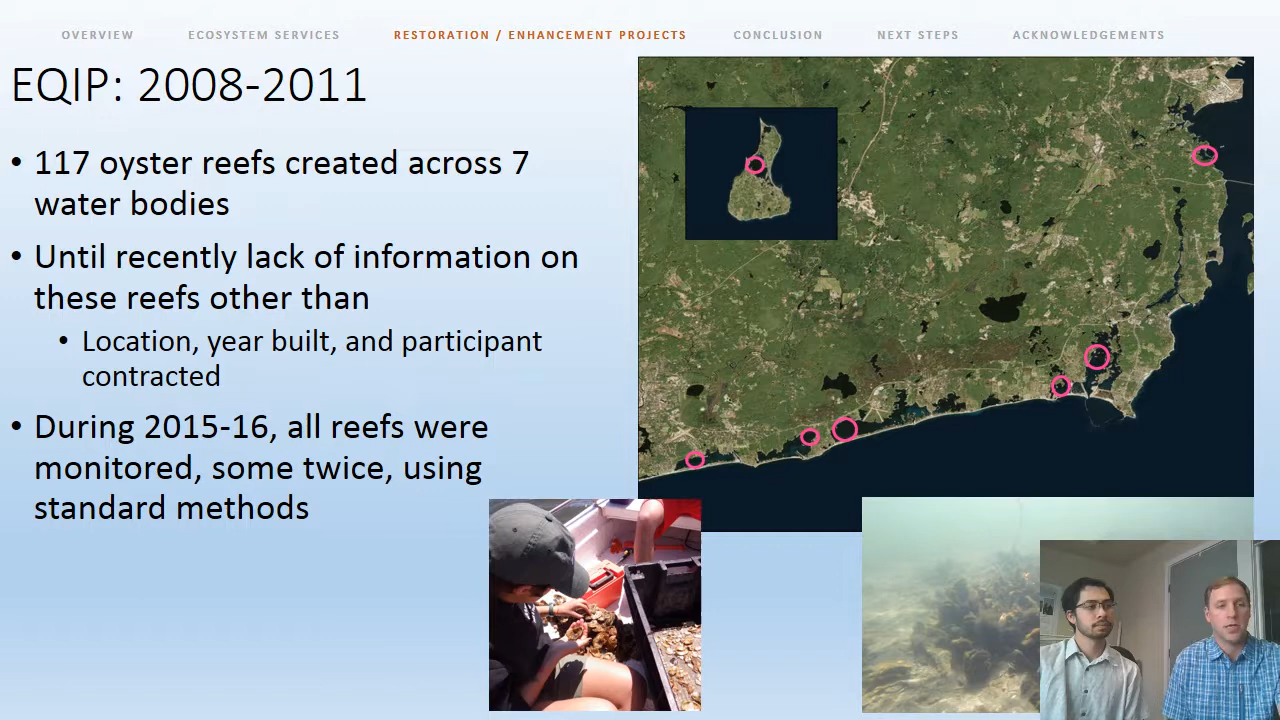 OVERVIEW ECOSYSTEM SERVICES RESTORATION / ENHANCEMENT PROJECTS CONCLUSION NEXT STEPS ACKNOWLEDGEMENTS
EQIP: 2008-2011
• 117 oyster reefs created across 7
water bodies
• Until recently lack of information on
these reefs other than
• Location, year built, and participant
contracted
• During 2015-16, all reefs were
monitored, some twice, using
standard methods